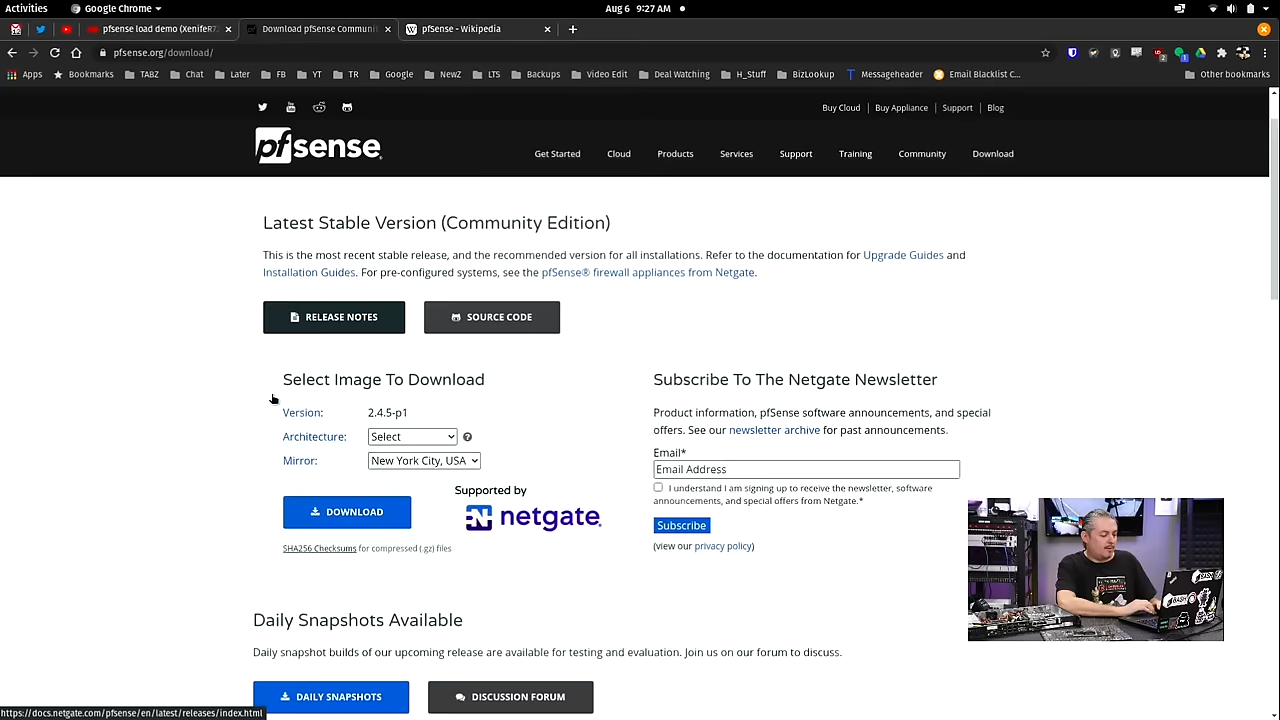 Activities
Google Chrome
Aug 6 9:27 AM
pfsense load demo (XenifeR7
Download pfSense Communi
pfSense - Wikipedia
pfsense.org/download/
Apps
Bookmarks
TABZ
Chat
Later
FB
YT
TR
Google
NewZ
LTS
Backups
Video Edit
Deal Watching
H_Stuff
BizLookup
Messageheader
Email Blacklist C...
Other bookmarks
Buy Cloud
Buy Appliance
Support
Blog
pfsense
Get Started
Cloud
Products
Services
Support
Training
Community
Download
Latest Stable Version (Community Edition)
This is the most recent stable release, and the recommended version for all installations. Refer to the documentation for Upgrade Guides and
Installation Guides. For pre-configured systems, see the pfSense® firewall appliances from Netgate.
RELEASE NOTES
SOURCE CODE
Select Image To Download
Version: 2.4.5-p1
Architecture: Select
Mirror: New York City, USA
Supported by
netgate
DOWNLOAD
SHA256 Checksums for compressed (.gz) files
Subscribe To The Netgate Newsletter
Product information, pfSense software announcements, and special
offers. See our newsletter archive for past announcements.
Email*
Email Address
I understand I am signing up to receive the newsletter, software
announcements, and special offers from Netgate.*
Subscribe
(view our privacy policy)
BASH
Daily Snapshots Available
Daily snapshot builds of our upcoming release are available for testing and evaluation. Join us on our forum to discuss.
DAILY SNAPSHOTS
DISCUSSION FORUM
https://docs.netgate.com/pfsense/en/latest/releases/index.html